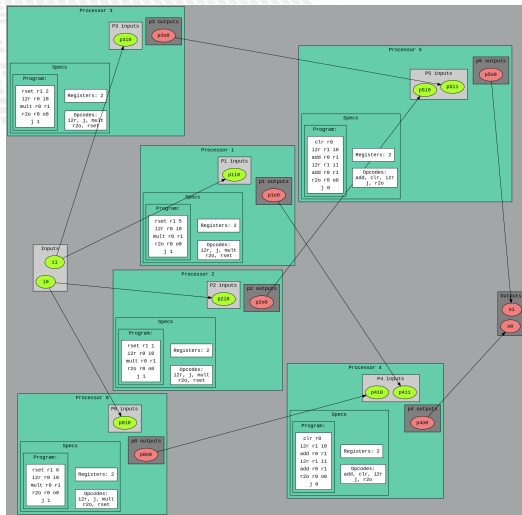 Processor 3
P3 inputs
p3i0
p3 outputs
p3o0
Specs
Program:
rset r1 2
i2r r0 i0
mult r0 r1
r2o r0 o0
j 1
Registers: 2
Opcodes:
i2r, j, mult
r2o, rset
Processor 5
P5 inputs
p5i0
p5i1
p5 outputs
p5o0
Specs
Program:
clr r0
i2r r1 i0
add r0 r1
i2r r1 i1
add r0 r1
r2o r0 o0
j 0
Registers: 2
Opcodes:
add, clr, i2r
j, r2o
Processor 1
P1 inputs
p1i0
p1 outputs
p1o0
Specs
Program:
rset r1 5
i2r r0 i0
mult r0 r1
r2o r0 o0
j 1
Registers: 2
Opcodes:
i2r, j, mult
r2o, rset
Inputs
i1
i0
Processor 2
P2 inputs
p2i0
p2 outputs
p2o0
Specs
Program:
rset r1 1
i2r r0 i0
mult r0 r1
r2o r0 o0
j 1
Registers: 2
Opcodes:
i2r, j, mult
r2o, rset
Outputs
o1
o0
Processor 4
P4 inputs
p4i0
p4i1
p4 outputs
p4o0
Specs
Program:
clr r0
i2r r1 i0
add r0 r1
i2r r1 i1
add r0 r1
r2o r0 o0
j 0
Registers: 2
Opcodes:
add, clr, i2r
j, r2o
Processor 0
P0 inputs
p0i0
p0 outputs
p0o0
Specs
Program:
rset r1 6
i2r r0 i0
mult r0 r1
r2o r0 o0
j 1
Registers: 2
Opcodes:
i2r, j, mult
r2o, rset